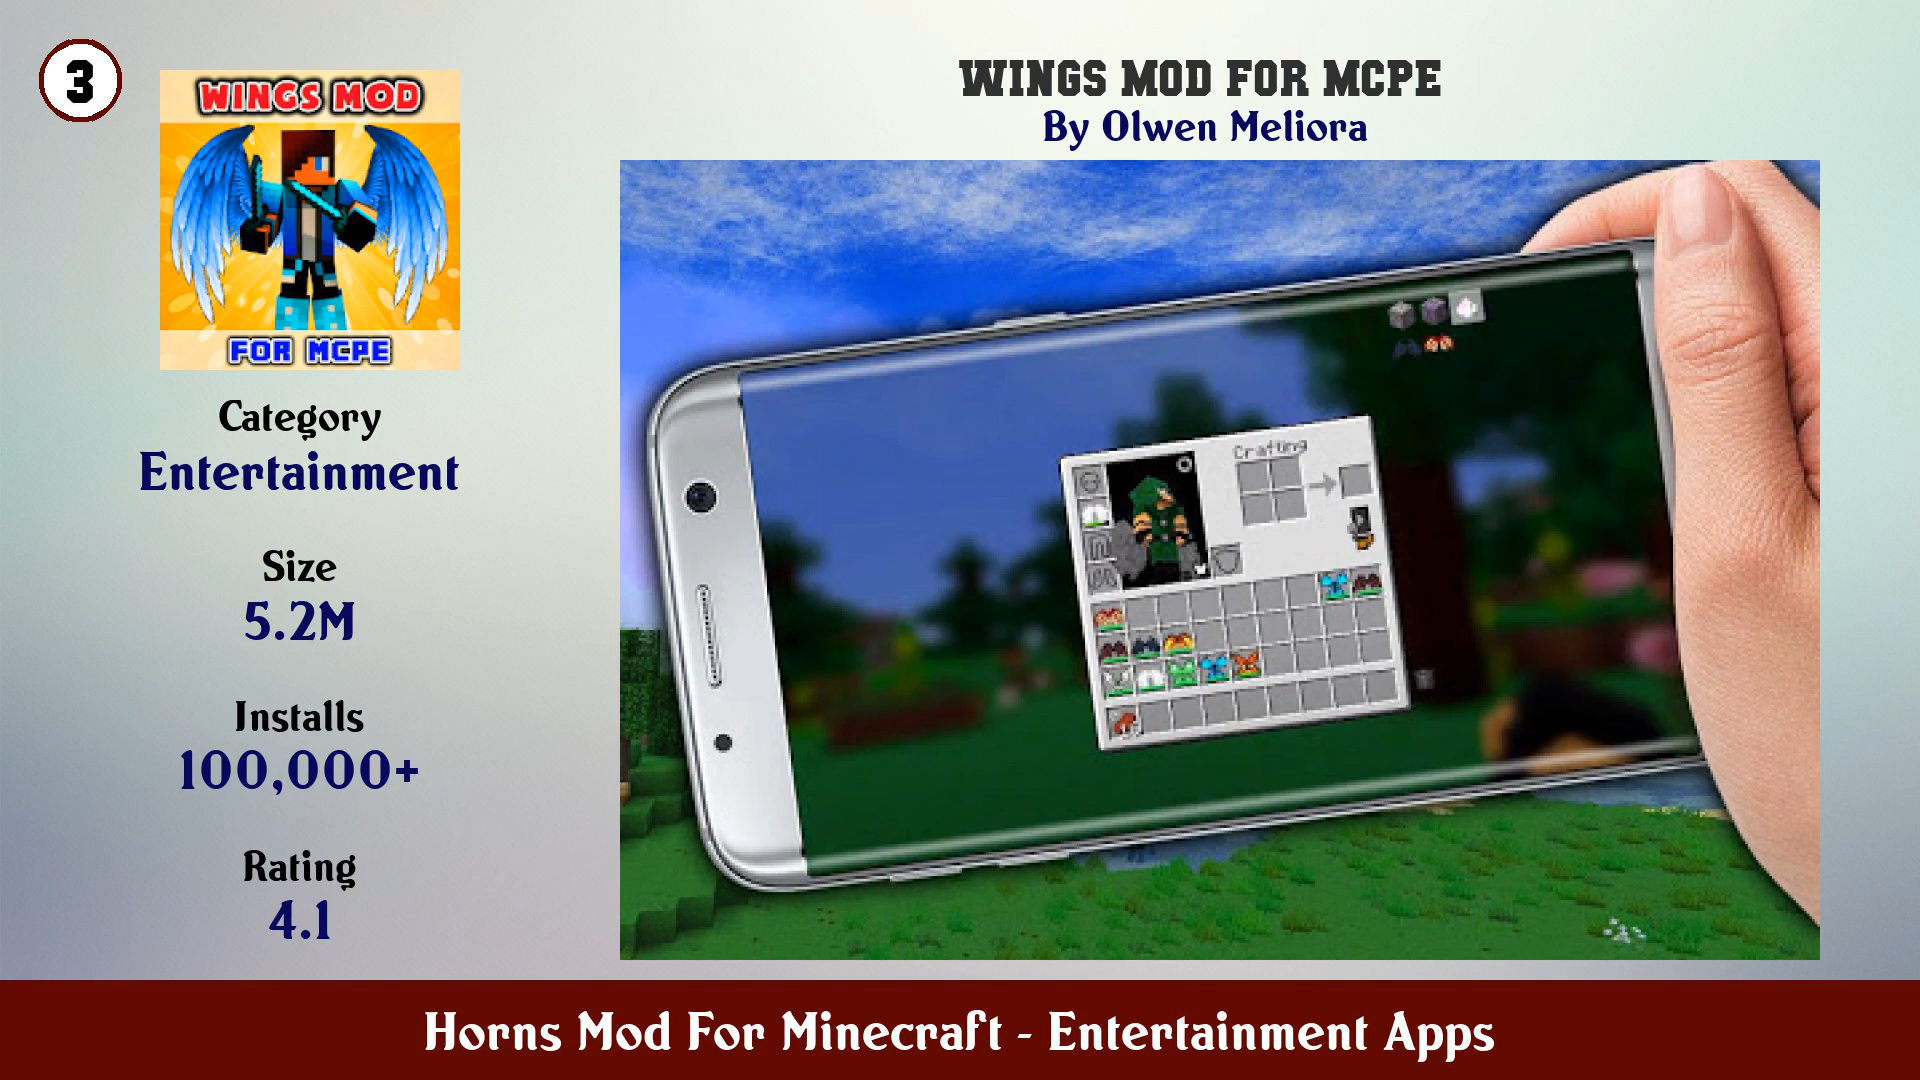 3
WINGS MOD
FOR MCPE
WINGS MOD FOR MCPE
By Olwen Meliora
Crafting
Category
Entertainment
Size
5.2M
Installs
100,000+
Rating
4.1
Horns Mod For Minecraft - Entertainment Apps